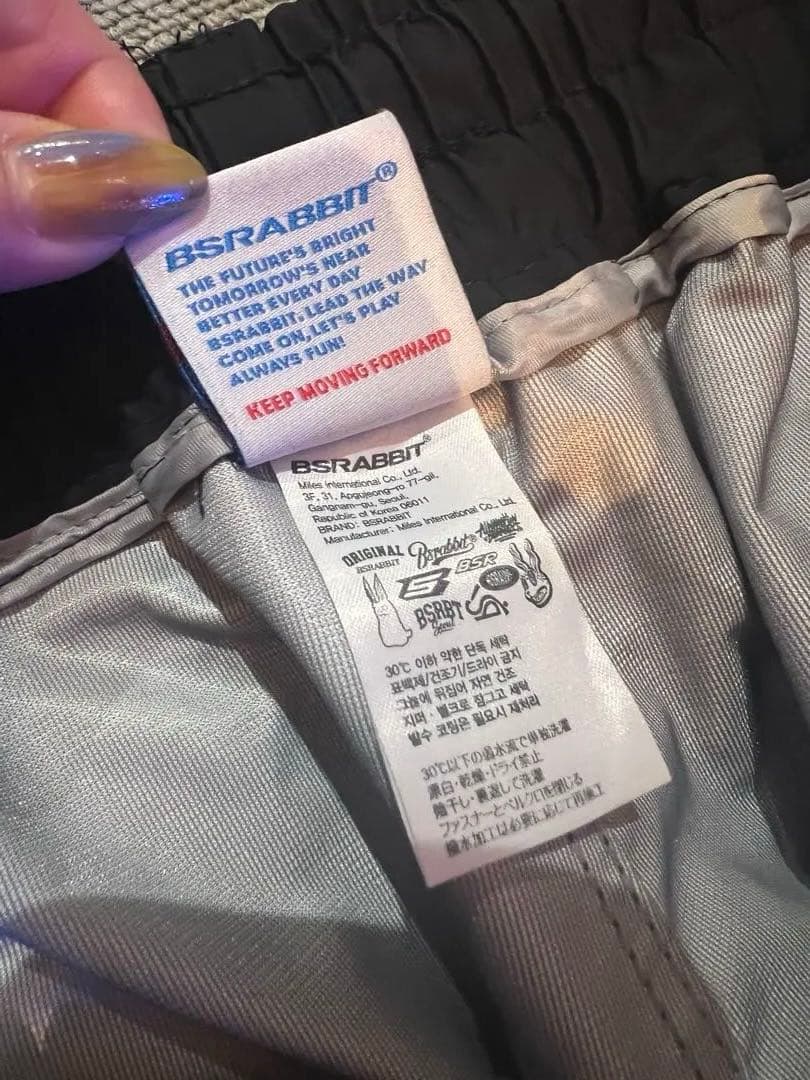 BSRABBIT®
THE FUTURE'S BRIGHT
TOMORROW'S NEAR
BETTER EVERY DAY
BSRABBIT, LEAD THE WAY
COME ON, LET'S PLAY
ALWAYS FUN!
KEEP MOVING FORWARD
BSRABBIT®
Miles International Co., Ltd.
3F, 31, Apgujeong-ro 77-gil,
Gangnam-gu, Seoul,
Republic of Korea 06011
BRAND: BSRABBIT
Manufacturer: Miles International Co., Ltd.
ORIGINAL
BSRABBIT
Bsrabbit®
B
BSR
BSRBT
Seoul
30℃ 이하 약한 단독 세탁
표백제/건조기/드라이 금지
그늘에 뒤집어 자연 건조
지퍼·벨크로 잠그고 세탁
발수 코팅은 필요시 재처리
30℃以下の弱水流で単独洗濯
漂白·乾燥·ドライ禁止
陰干し·裏返して洗濯
ファスナーとベルクロを閉じる
撥水加工は必要に応じて再施工